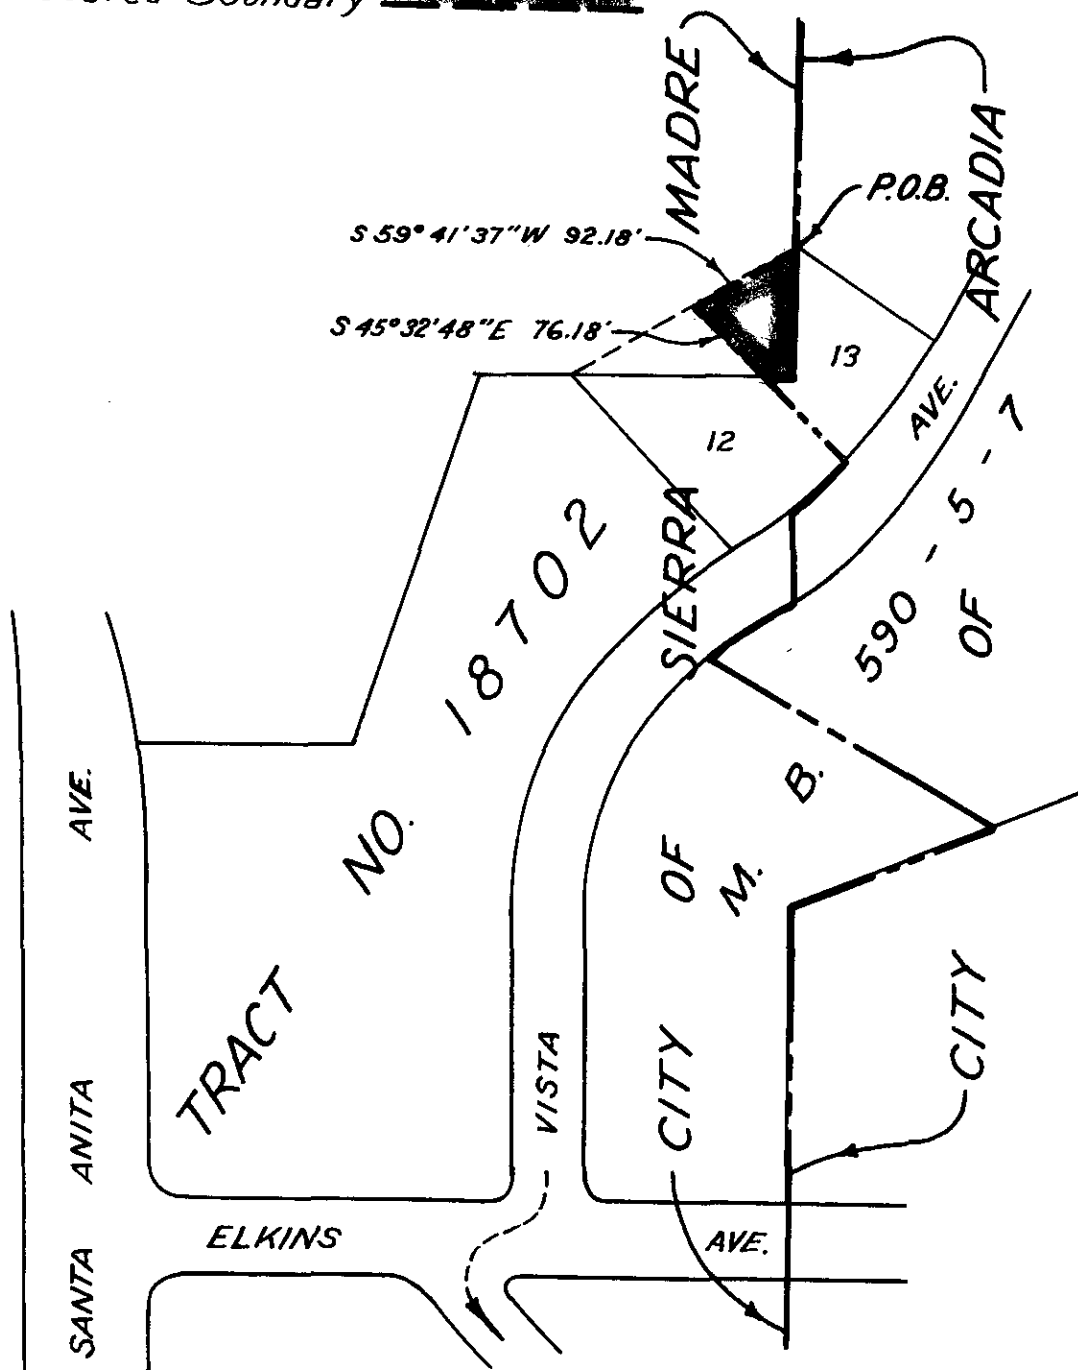 Boundary
MADRE
ARCADIA
P.O.B.
S 59° 41' 37" W 92.18'
S 45° 32' 48" E 76.18'
13
12
AVE.
SIERRA
590 - 5 - 7
OF
TRACT NO. 18702
M. B.
OF
CITY
CITY
VISTA
SANTA ANITA AVE.
ELKINS
AVE.